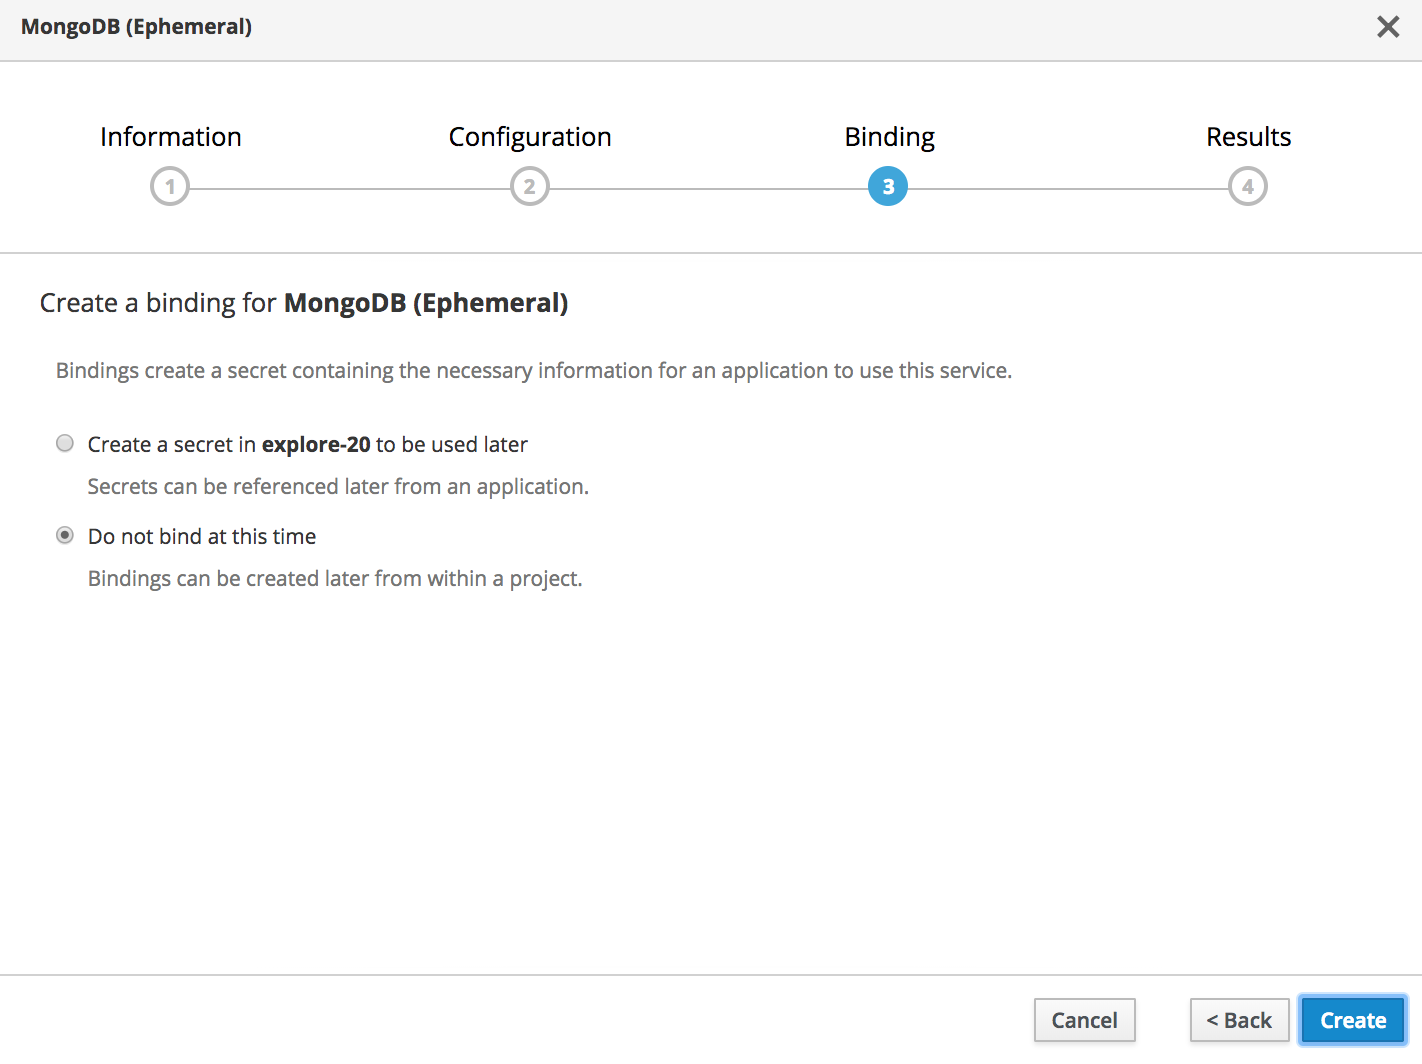 MongoDB (Ephemeral)
Information Configuration Binding Results
1 2 3 4
Create a binding for MongoDB (Ephemeral)
Bindings create a secret containing the necessary information for an application to use this service.
Create a secret in explore-20 to be used later
Secrets can be referenced later from an application.
Do not bind at this time
Bindings can be created later from within a project.
Cancel < Back Create